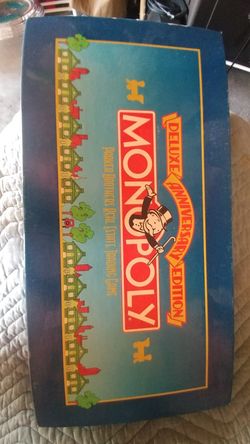 DELUXE ANNIVERSARY EDITION
MONOPOLY
PARKER BROTHERS REAL ESTATE TRADING GAME